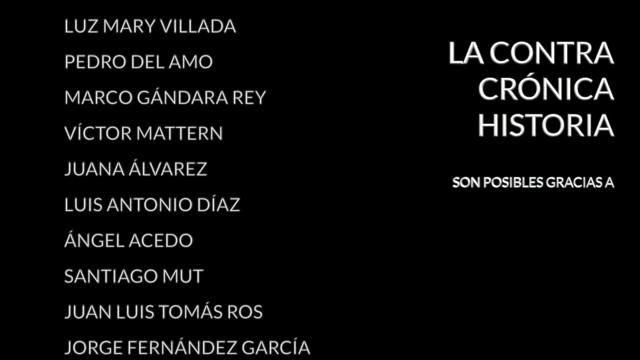 LUZ MARY VILLADA
PEDRO DEL AMO
MARCO GÁNDARA REY
VÍCTOR MATTERN
JUANA ÁLVAREZ
LUIS ANTONIO DÍAZ
ÁNGEL ACEDO
SANTIAGO MUT
JUAN LUIS TOMÁS ROS
JORGE FERNÁNDEZ GARCÍA
LA CONTRA
CRÓNICA
HISTORIA
SON POSIBLES GRACIAS A